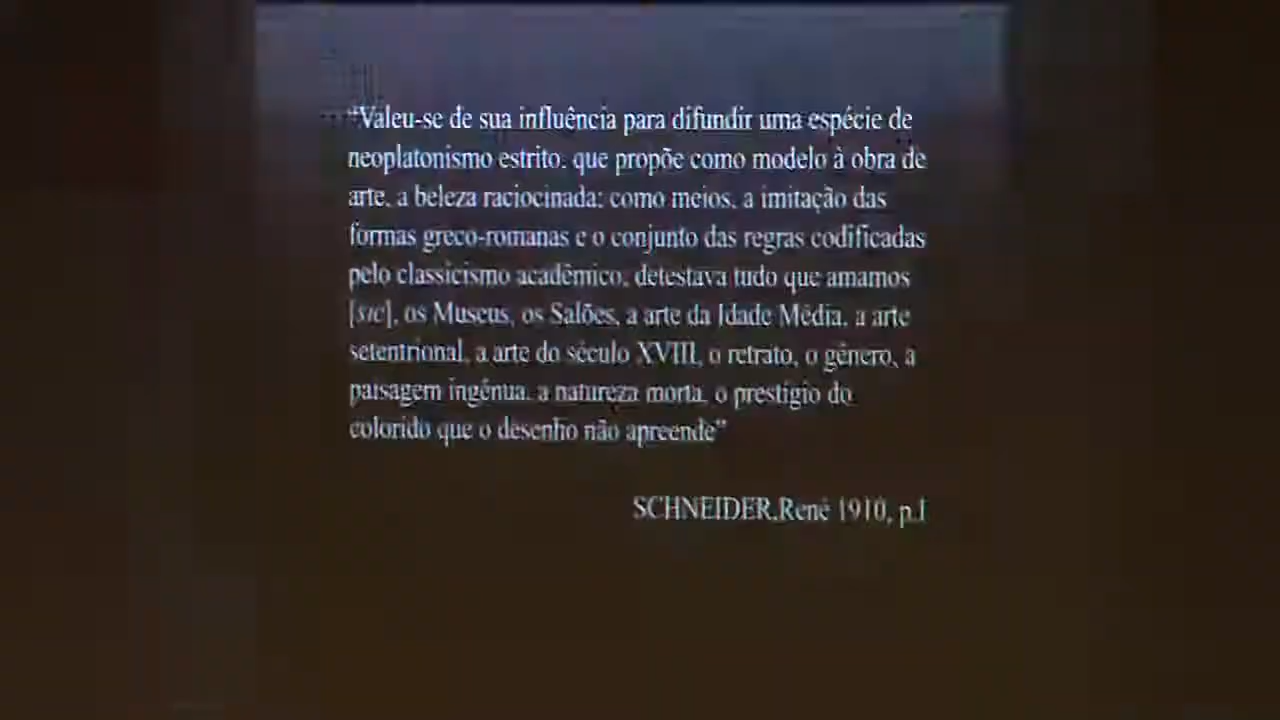 “Valeu-se de sua influência para difundir uma espécie de
neoplatonismo estrito, que propõe como modelo à obra de
arte, a beleza raciocinada; como meios, a imitação das
formas greco-romanas e o conjunto das regras codificadas
pelo classicismo acadêmico, detestava tudo que amamos
[sic], os Museus, os Salões, a arte da Idade Média, a arte
setentrional, a arte do século XVIII, o retrato, o gênero, a
paisagem ingênua, a natureza morta, o prestígio do
colorido que o desenho não apreende”
SCHNEIDER,René 1910, p.I